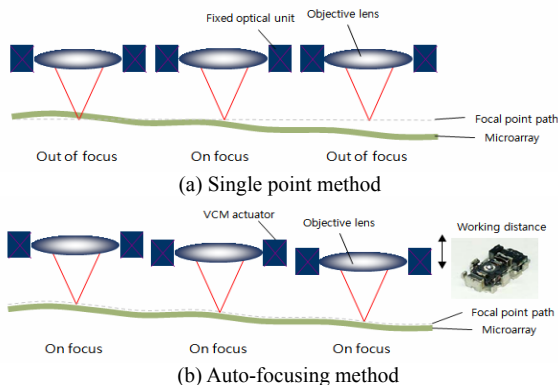 Fixed optical unit
Objective lens
Focal point path
Microarray
Out of focus
On focus
Out of focus
(a) Single point method
VCM actuator
Objective lens
Working distance
Focal point path
Microarray
On focus
On focus
On focus
(b) Auto-focusing method